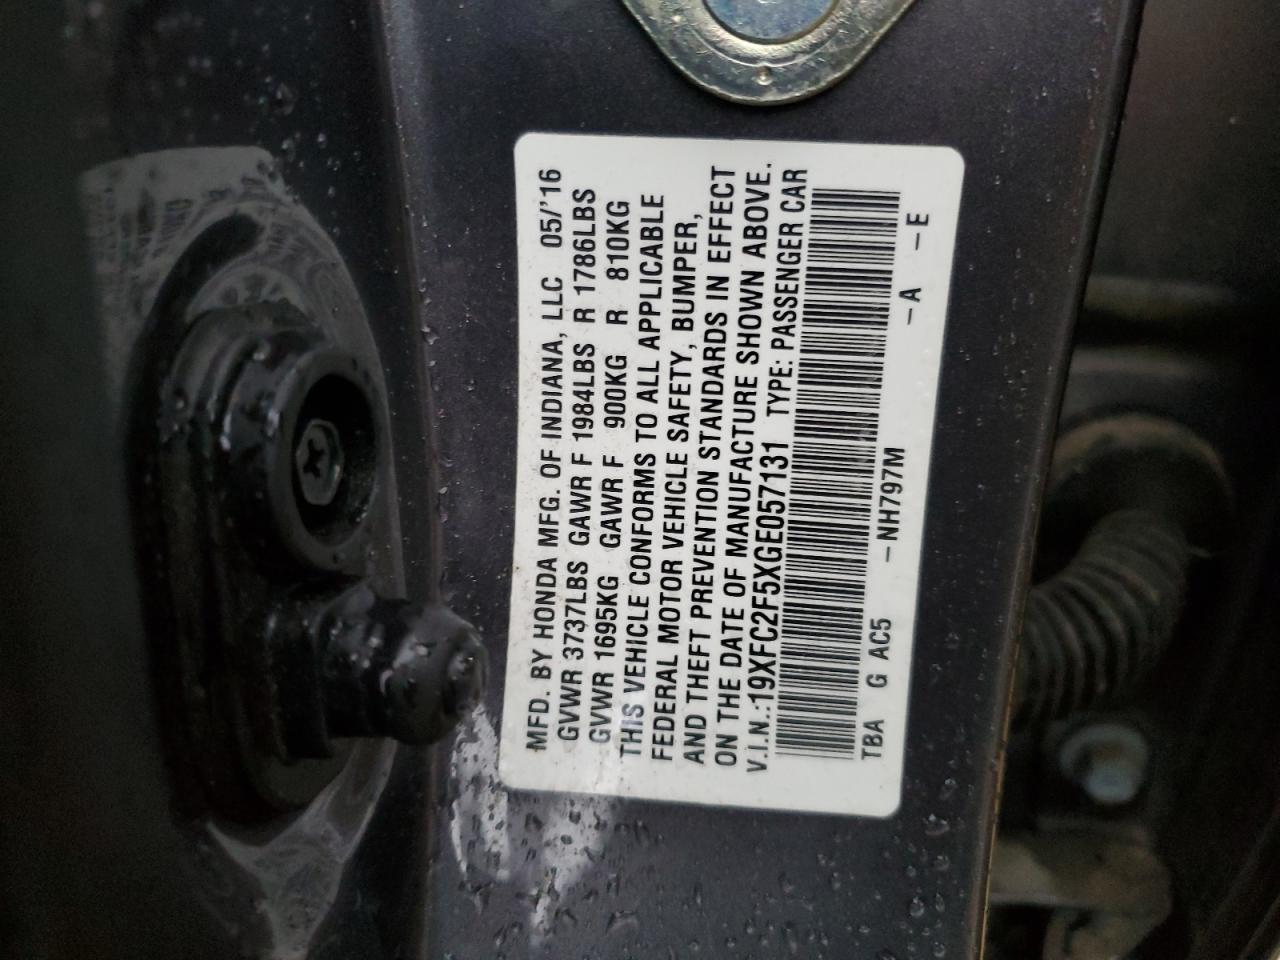 MFD. BY HONDA MFG. OF INDIANA, LLC 05/'16
GVWR 3737LBS GAWR F 1984LBS R 1786LBS
GVWR 1695KG GAWR F 900KG R 810KG
THIS VEHICLE CONFORMS TO ALL APPLICABLE
FEDERAL MOTOR VEHICLE SAFETY, BUMPER,
AND THEFT PREVENTION STANDARDS IN EFFECT
ON THE DATE OF MANUFACTURE SHOWN ABOVE.
V.I.N.:19XFC2F5XGE057131 TYPE: PASSENGER CAR
TBA G AC5 -NH797M -A -E